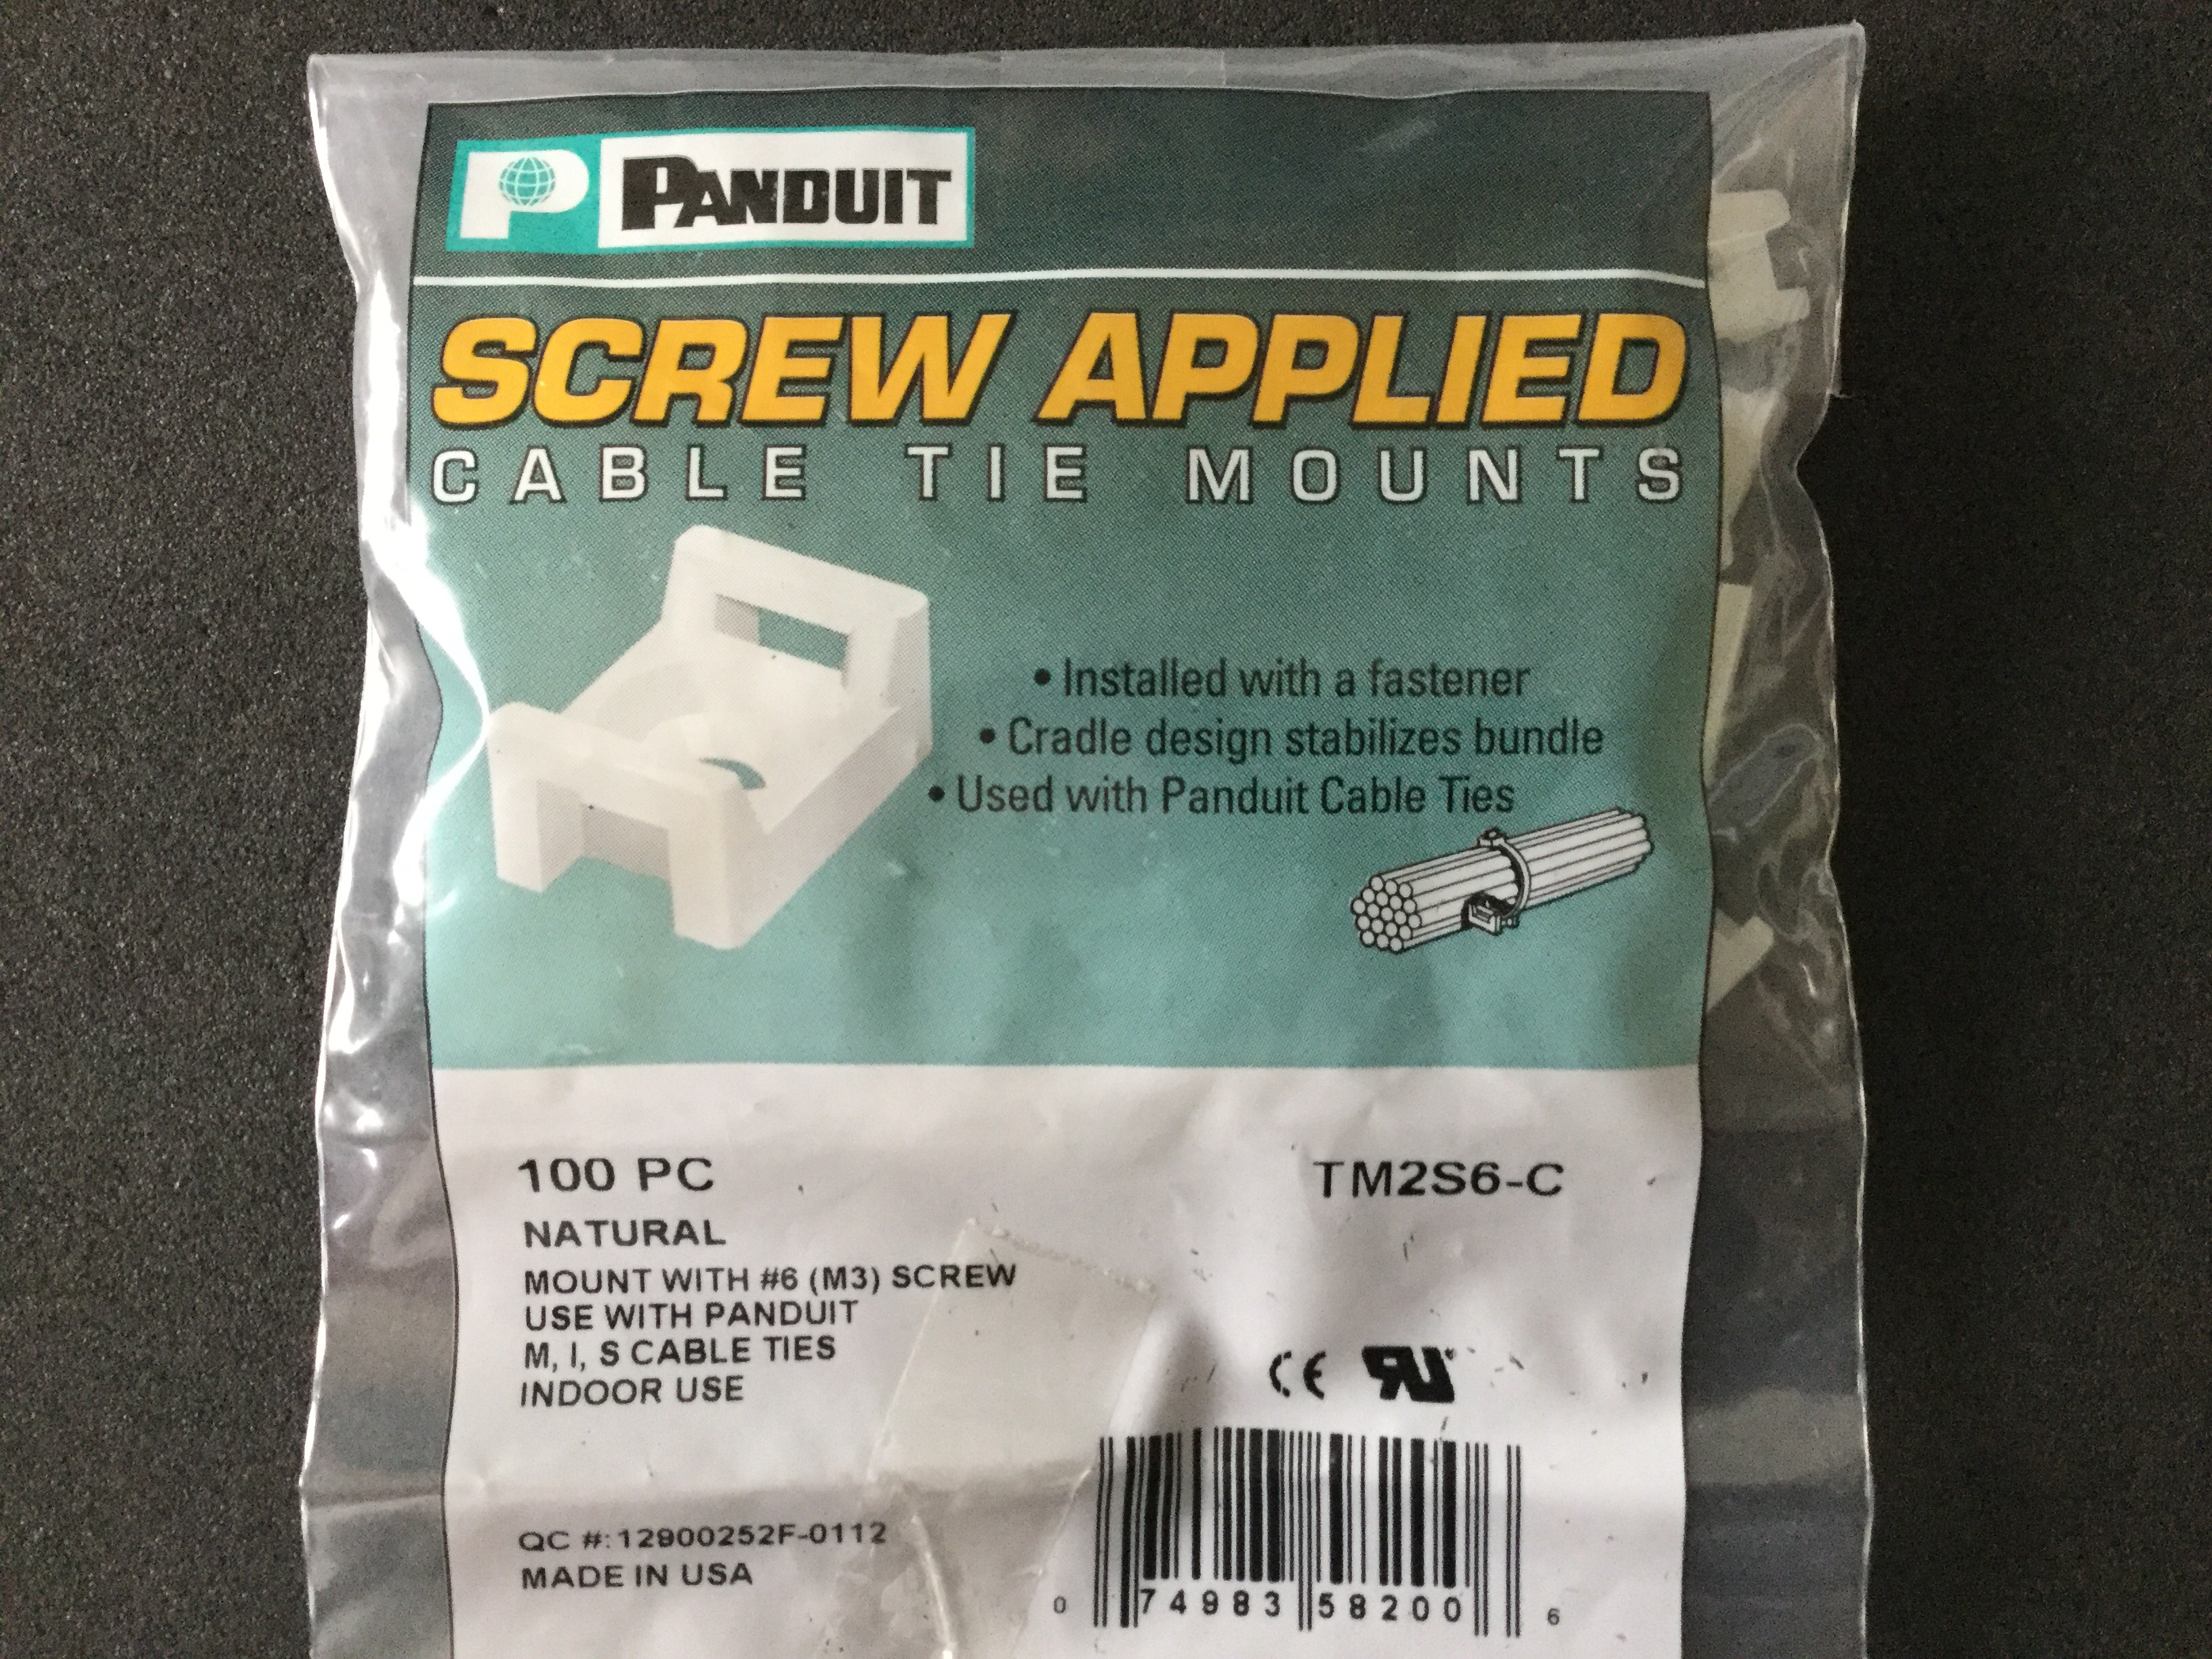 P PANDUIT
SCREW APPLIED
CABLE TIE MOUNTS
• Installed with a fastener
• Cradle design stabilizes bundle
• Used with Panduit Cable Ties
100 PC
TM2S6-C
NATURAL
MOUNT WITH #6 (M3) SCREW
USE WITH PANDUIT
M, I, S CABLE TIES
INDOOR USE
CE RU
QC #:12900252F-0112
MADE IN USA
0 74983 58200 6